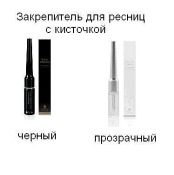 Закрепитель для ресниц
с кисточкой
черный
прозрачный